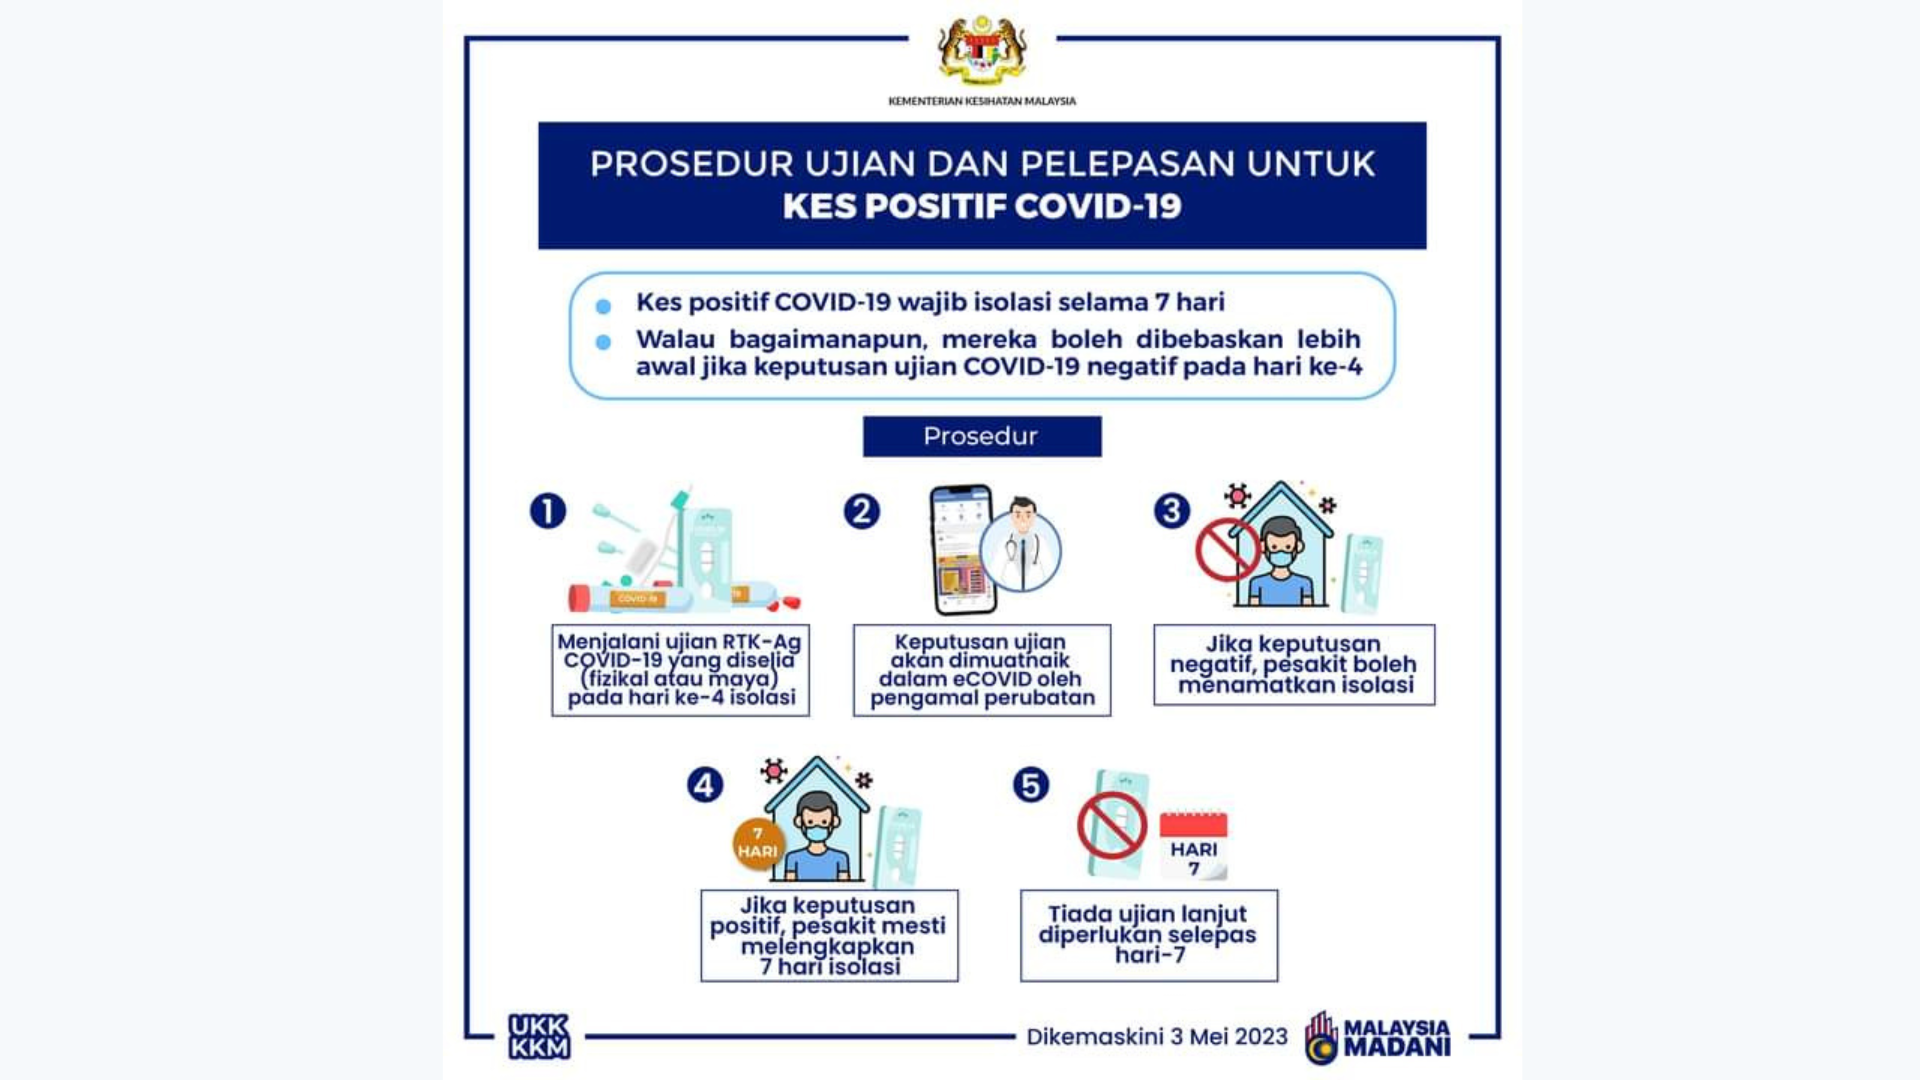 KEMENTERIAN KESIHATAN MALAYSIA
PROSEDUR UJIAN DAN PELEPASAN UNTUK
KES POSITIF COVID-19
Kes positif COVID-19 wajib isolasi selama 7 hari
Walau bagaimanapun, mereka boleh dibebaskan lebih
awal jika keputusan ujian COVID-19 negatif pada hari ke-4
Prosedur
1
COVID-19
19
Menjalani ujian RTK-Ag
COVID-19 yang diselia
(fizikal atau maya)
pada hari ke-4 isolasi
2
Keputusan ujian
akan dimuatnaik
dalam eCOVID oleh
pengamal perubatan
3
Jika keputusan
negatif, pesakit boleh
menamatkan isolasi
4
7
HARI
Jika keputusan
positif, pesakit mesti
melengkapkan
7 hari isolasi
5
HARI
7
Tiada ujian lanjut
diperlukan selepas
hari-7
UKK
KKM
Dikemaskini 3 Mei 2023
MALAYSIA
MADANI